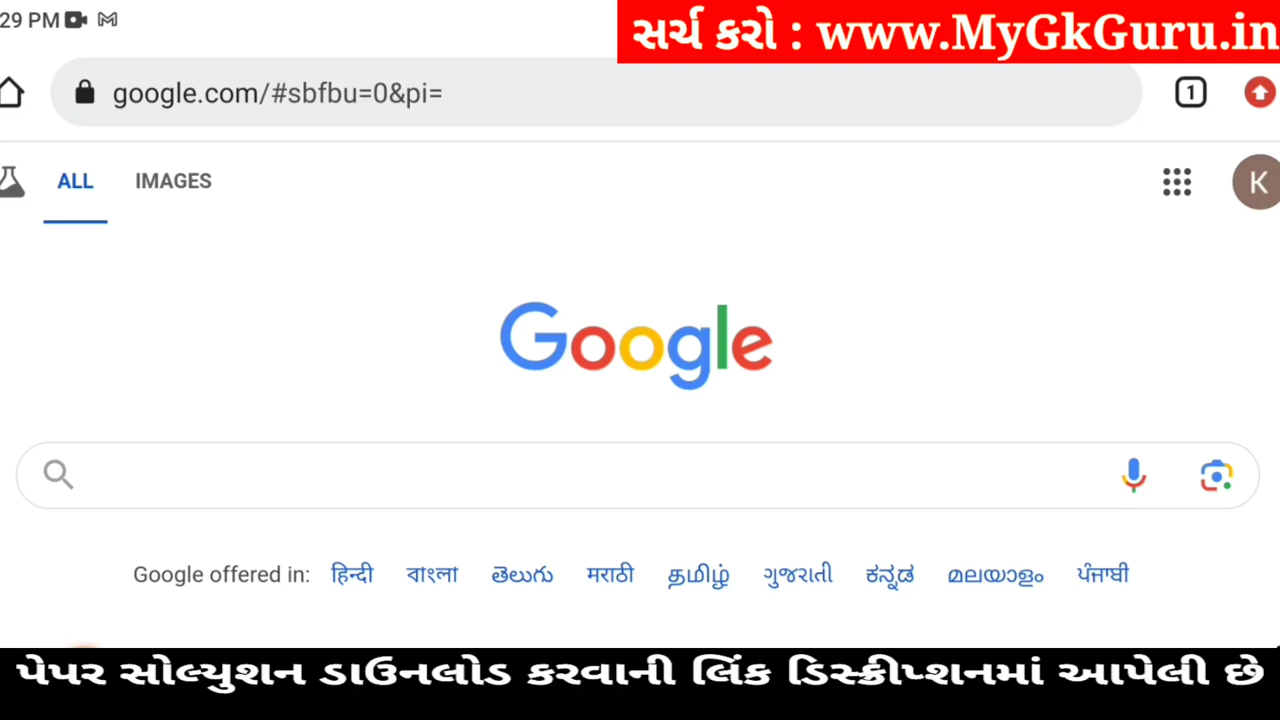 29 PM
સર્ચ કરો : www.MyGkGuru.in
google.com/#sbfbu=0&pi=
1
ALL IMAGES
K
Google
Google offered in: हिन्दी বাংলা తెలుగు मराठी தமிழ் ગુજરાતી ಕನ್ನಡ മലയാളം ਪੰਜਾਬੀ
પેપર સોલ્યુશન ડાઉનલોડ કરવાની લિંક ડિસ્ક્રીપ્શનમાં આપેલી છે